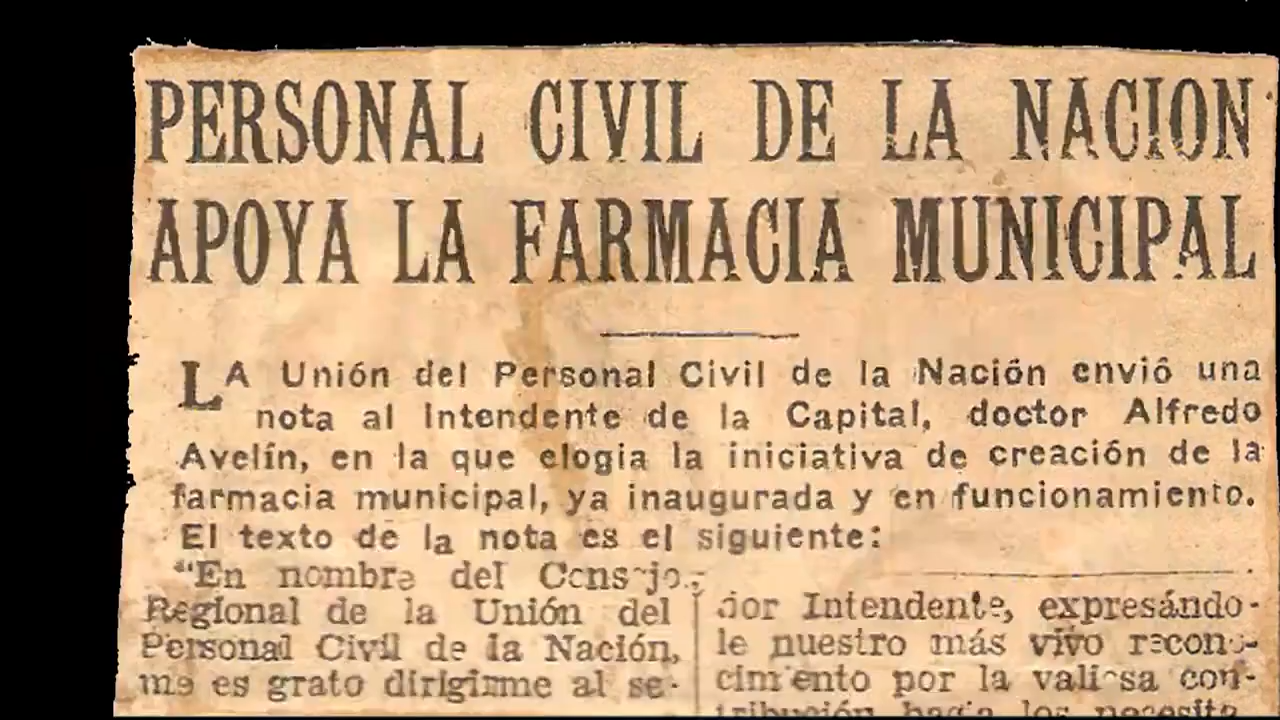 PERSONAL CIVIL DE LA NACION
APOYA LA FARMACIA MUNICIPAL
LA Unión del Personal Civil de la Nación envió una
nota al Intendente de la Capital, doctor Alfredo
Avelín, en la que elogia la iniciativa de creación de la
farmacia municipal, ya inaugurada y en funcionamiento.
El texto de la nota es el siguiente:
"En nombre del Consejo
Regional de la Unión del
Personal Civil de la Nación,
me es grato dirigirme al se-
ñor Intendente, expresándo-
le nuestro más vivo recono-
cimiento por la valiosa con-
tribución hacia los